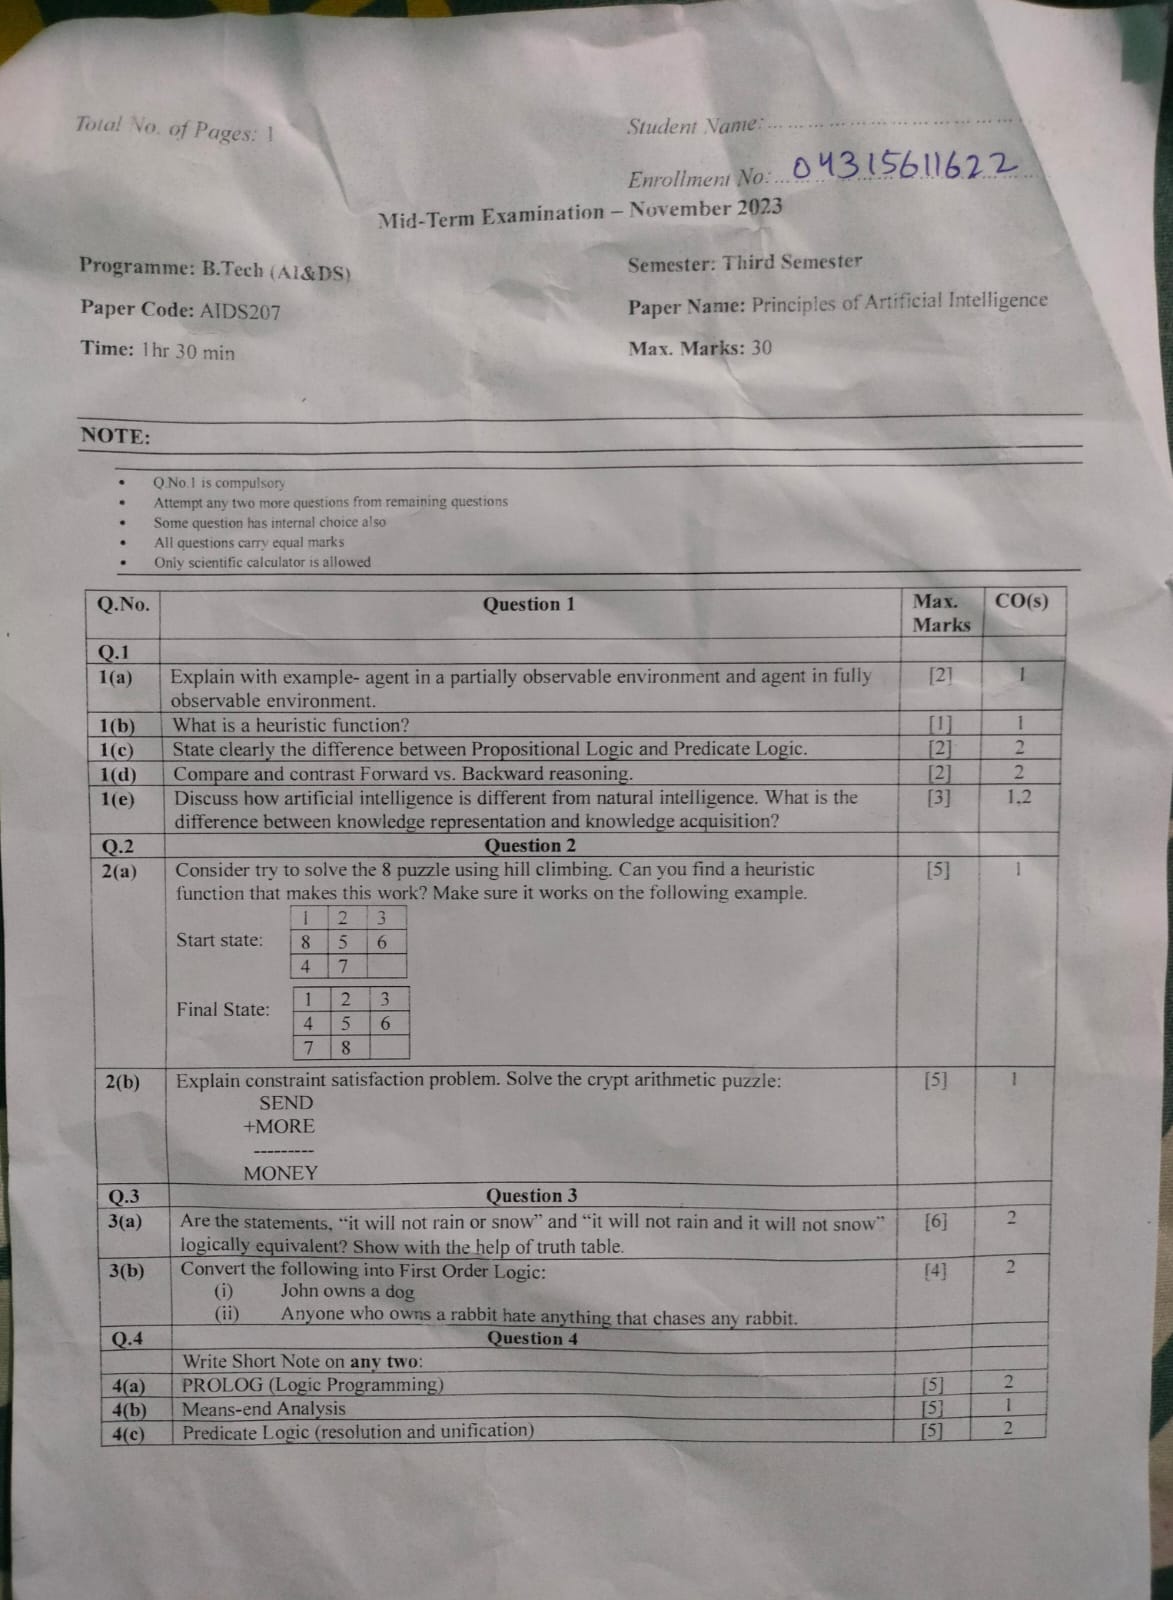 Total No. of Pages: 1
Student Name: ..........................................
Enrollment No:...04315611622...
Mid-Term Examination – November 2023
Programme: B.Tech (AI&DS)
Semester: Third Semester
Paper Code: AIDS207
Paper Name: Principles of Artificial Intelligence
Time: 1hr 30 min
Max. Marks: 30
NOTE:
• Q.No.1 is compulsory
• Attempt any two more questions from remaining questions
• Some question has internal choice also
• All questions carry equal marks
• Only scientific calculator is allowed
Q.No. Question 1 Max. CO(s)
Marks
Q.1
1(a) Explain with example- agent in a partially observable environment and agent in fully [2] 1
observable environment.
1(b) What is a heuristic function? [1] 1
1(c) State clearly the difference between Propositional Logic and Predicate Logic. [2] 2
1(d) Compare and contrast Forward vs. Backward reasoning. [2] 2
1(e) Discuss how artificial intelligence is different from natural intelligence. What is the [3] 1,2
difference between knowledge representation and knowledge acquisition?
Q.2 Question 2
2(a) Consider try to solve the 8 puzzle using hill climbing. Can you find a heuristic [5] 1
function that makes this work? Make sure it works on the following example.
1 2 3
Start state: 8 5 6
4 7
1 2 3
Final State: 4 5 6
7 8
2(b) Explain constraint satisfaction problem. Solve the crypt arithmetic puzzle: [5] 1
SEND
+MORE
---------
MONEY
Q.3 Question 3
3(a) Are the statements, “it will not rain or snow” and “it will not rain and it will not snow” [6] 2
logically equivalent? Show with the help of truth table.
3(b) Convert the following into First Order Logic: [4] 2
(i) John owns a dog
(ii) Anyone who owns a rabbit hate anything that chases any rabbit.
Q.4 Question 4
Write Short Note on any two:
4(a) PROLOG (Logic Programming) [5] 2
4(b) Means-end Analysis [5] 1
4(c) Predicate Logic (resolution and unification) [5] 2